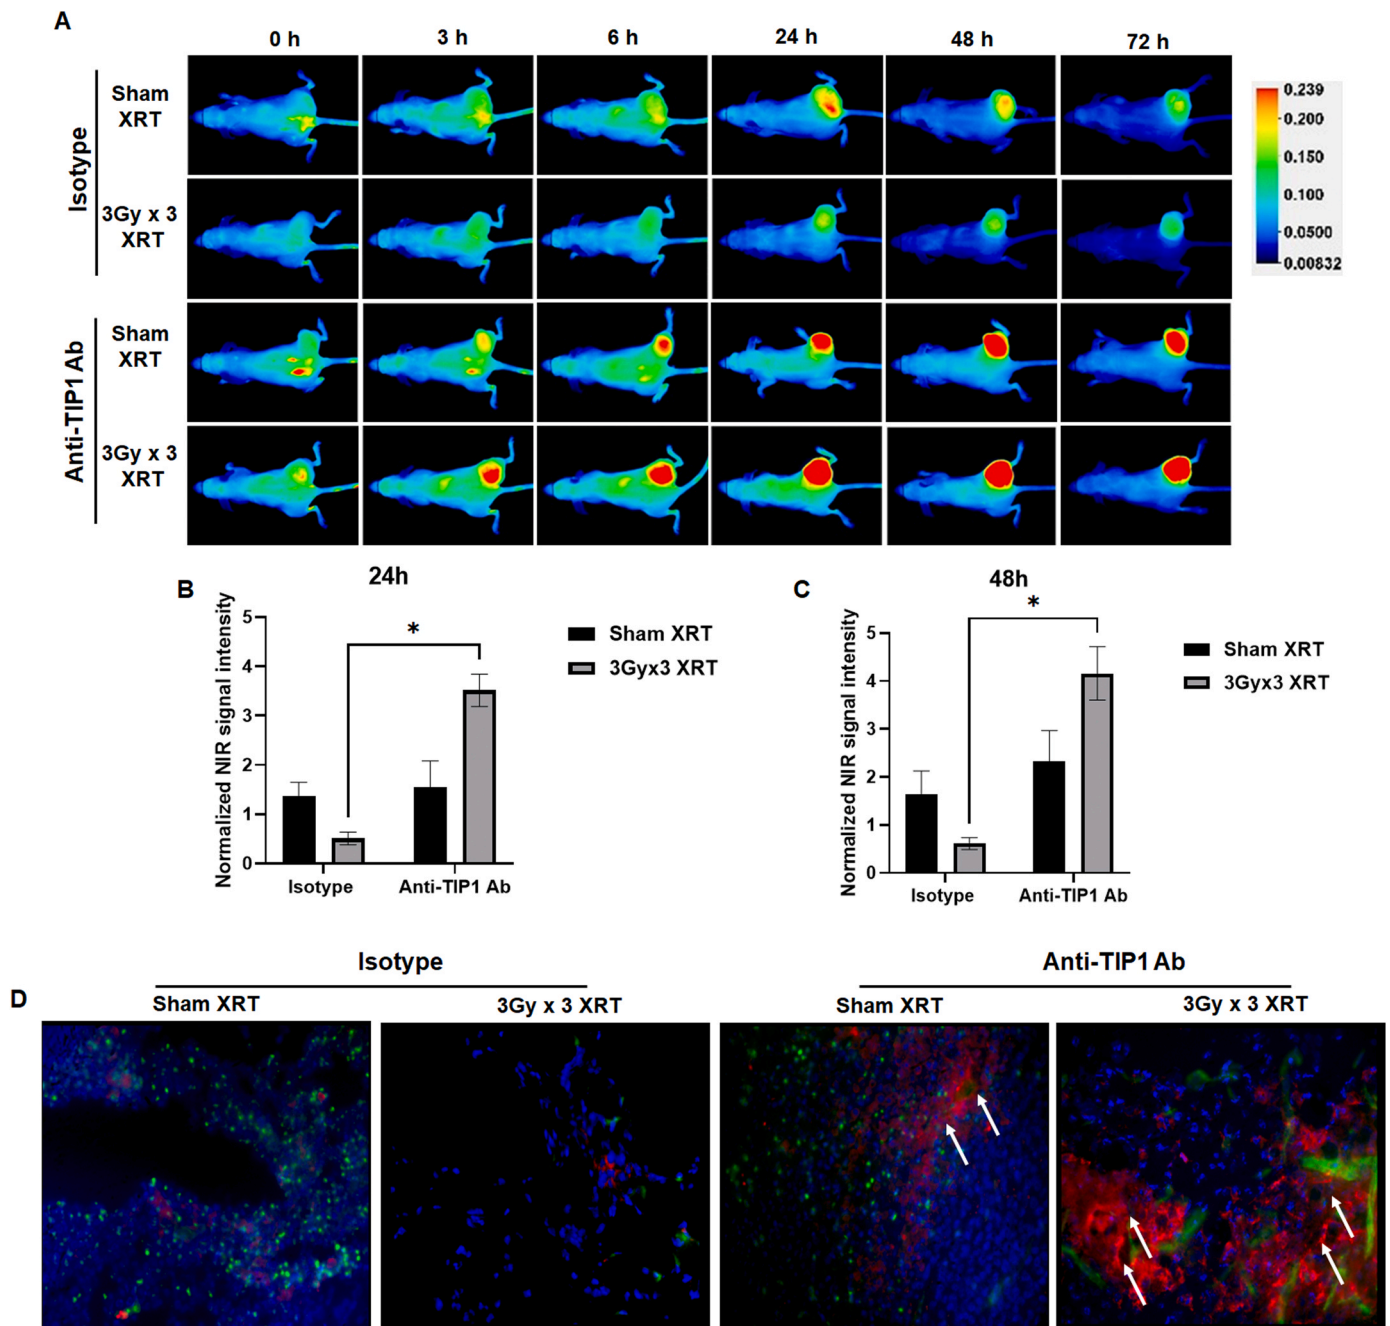 A
0 h
3 h
6 h
24 h
48 h
72 h
Isotype
Sham
XRT
3Gy x 3
XRT
Anti-TIP1 Ab
Sham
XRT
3Gy x 3
XRT
0.239
0.200
0.150
0.100
0.0500
0.00832
B
24h
Normalized NIR signal intensity
5
4
3
2
1
0
*
Isotype
Anti-TIP1 Ab
Sham XRT
3Gyx3 XRT
C
48h
Normalized NIR signal intensity
5
4
3
2
1
0
*
Isotype
Anti-TIP1 Ab
Sham XRT
3Gyx3 XRT
D
Isotype
Anti-TIP1 Ab
Sham XRT
3Gy x 3 XRT
Sham XRT
3Gy x 3 XRT